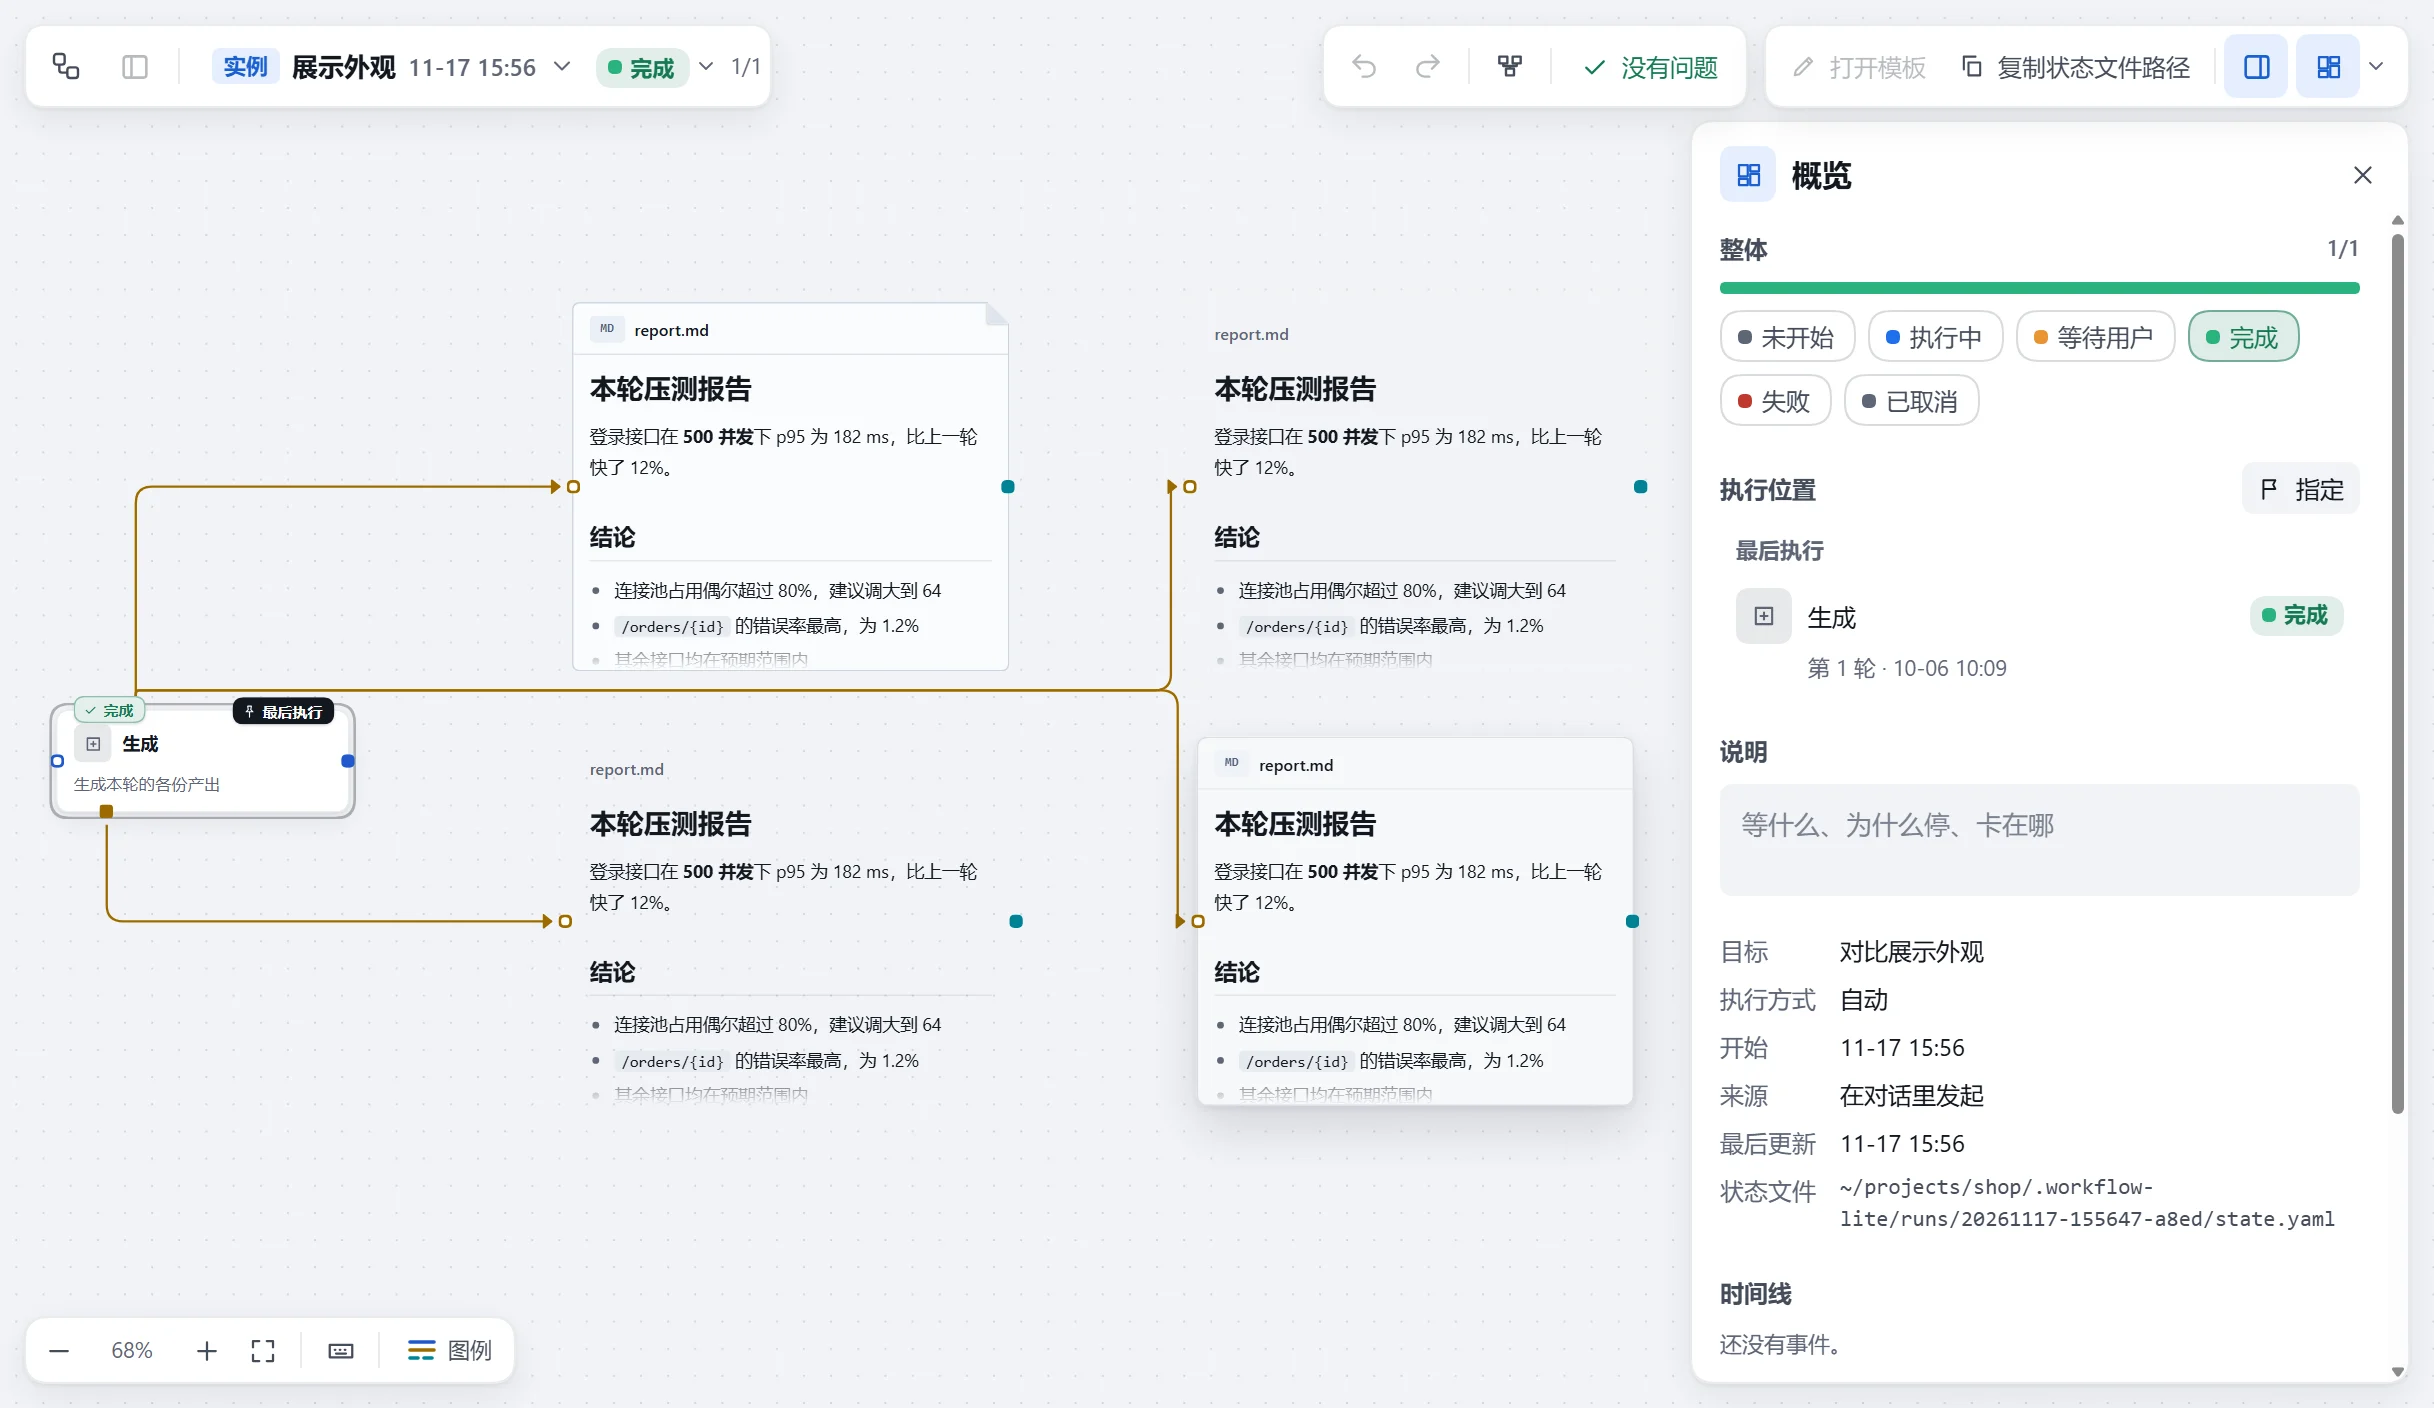 实例 展示外观 11-17 15:56 完成 1/1
没有问题
打开模板 复制状态文件路径
MD report.md
本轮压测报告
登录接口在 500 并发下 p95 为 182 ms，比上一轮
快了 12%。
结论
连接池占用偶尔超过 80%，建议调大到 64
/orders/{id} 的错误率最高，为 1.2%
其余接口均在预期范围内
report.md
本轮压测报告
登录接口在 500 并发下 p95 为 182 ms，比上一轮
快了 12%。
结论
连接池占用偶尔超过 80%，建议调大到 64
/orders/{id} 的错误率最高，为 1.2%
其余接口均在预期范围内
完成 最后执行
生成
生成本轮的各份产出
report.md
本轮压测报告
登录接口在 500 并发下 p95 为 182 ms，比上一轮
快了 12%。
结论
连接池占用偶尔超过 80%，建议调大到 64
/orders/{id} 的错误率最高，为 1.2%
其余接口均在预期范围内
MD report.md
本轮压测报告
登录接口在 500 并发下 p95 为 182 ms，比上一轮
快了 12%。
结论
连接池占用偶尔超过 80%，建议调大到 64
/orders/{id} 的错误率最高，为 1.2%
其余接口均在预期范围内
68% 图例
概览
整体 1/1
未开始 执行中 等待用户 完成
失败 已取消
执行位置 指定
最后执行
生成 完成
第 1 轮 · 10-06 10:09
说明
等什么、为什么停、卡在哪
目标 对比展示外观
执行方式 自动
开始 11-17 15:56
来源 在对话里发起
最后更新 11-17 15:56
状态文件 ~/projects/shop/.workflow-
lite/runs/20261117-155647-a8ed/state.yaml
时间线
还没有事件。